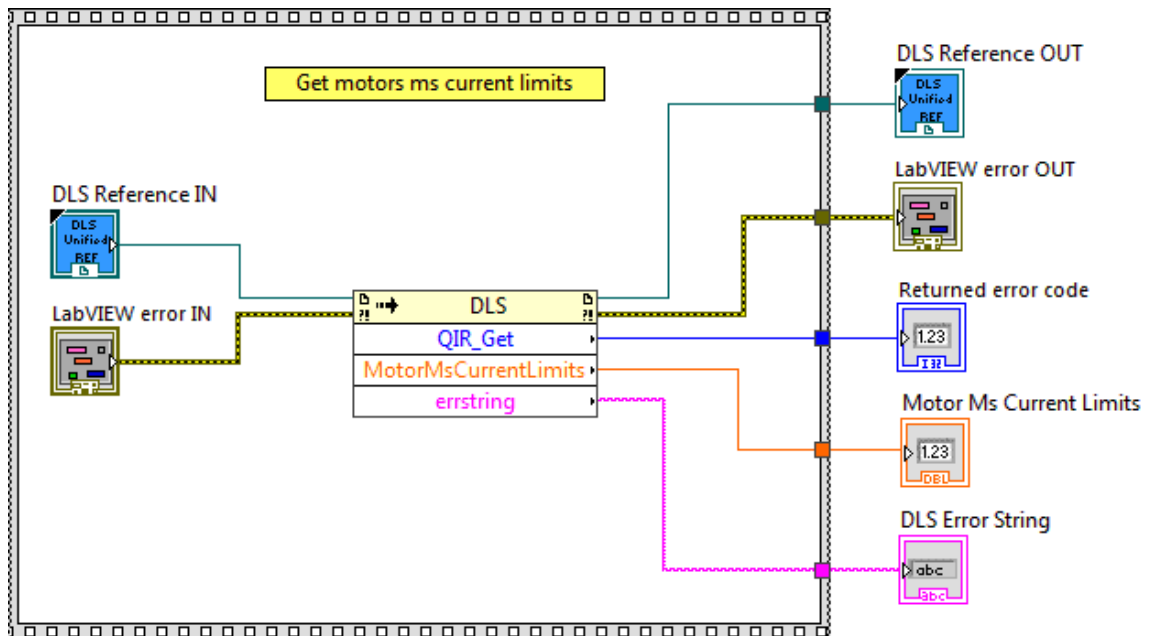 Get motors ms current limits
DLS Reference IN
DLS
Unified
REF
LabVIEW error IN
?!
DLS
?!
QIR_Get
MotorMsCurrentLimits
errstring
DLS Reference OUT
DLS
Unified
REF
LabVIEW error OUT
Returned error code
1.23
I32
Motor Ms Current Limits
1.23
DBL
DLS Error String
abc
abc